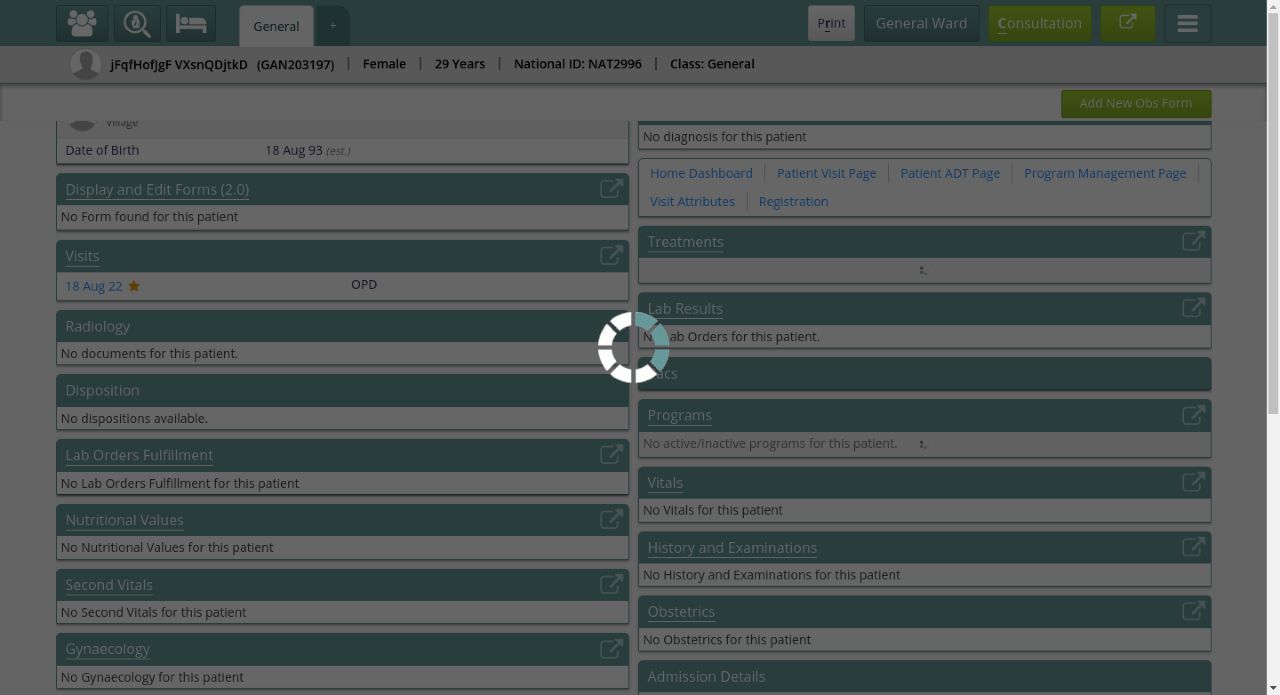 General
+
Print
General Ward
Consultation
jFqfHofJgF VXsnQDjtkD (GAN203197) | Female | 29 Years | National ID: NAT2996 | Class: General
Add New Obs Form
Village
Date of Birth 18 Aug 93 (est.)
Display and Edit Forms (2.0)
No Form found for this patient
Visits
18 Aug 22 OPD
Radiology
No documents for this patient.
Disposition
No dispositions available.
Lab Orders Fulfillment
No Lab Orders Fulfillment for this patient
Nutritional Values
No Nutritional Values for this patient
Second Vitals
No Second Vitals for this patient
Gynaecology
No Gynaecology for this patient
No diagnosis for this patient
Home Dashboard | Patient Visit Page | Patient ADT Page | Program Management Page
Visit Attributes | Registration
Treatments
Lab Results
No Lab Orders for this patient.
Programs
No active/inactive programs for this patient.
Vitals
No Vitals for this patient
History and Examinations
No History and Examinations for this patient
Obstetrics
No Obstetrics for this patient
Admission Details